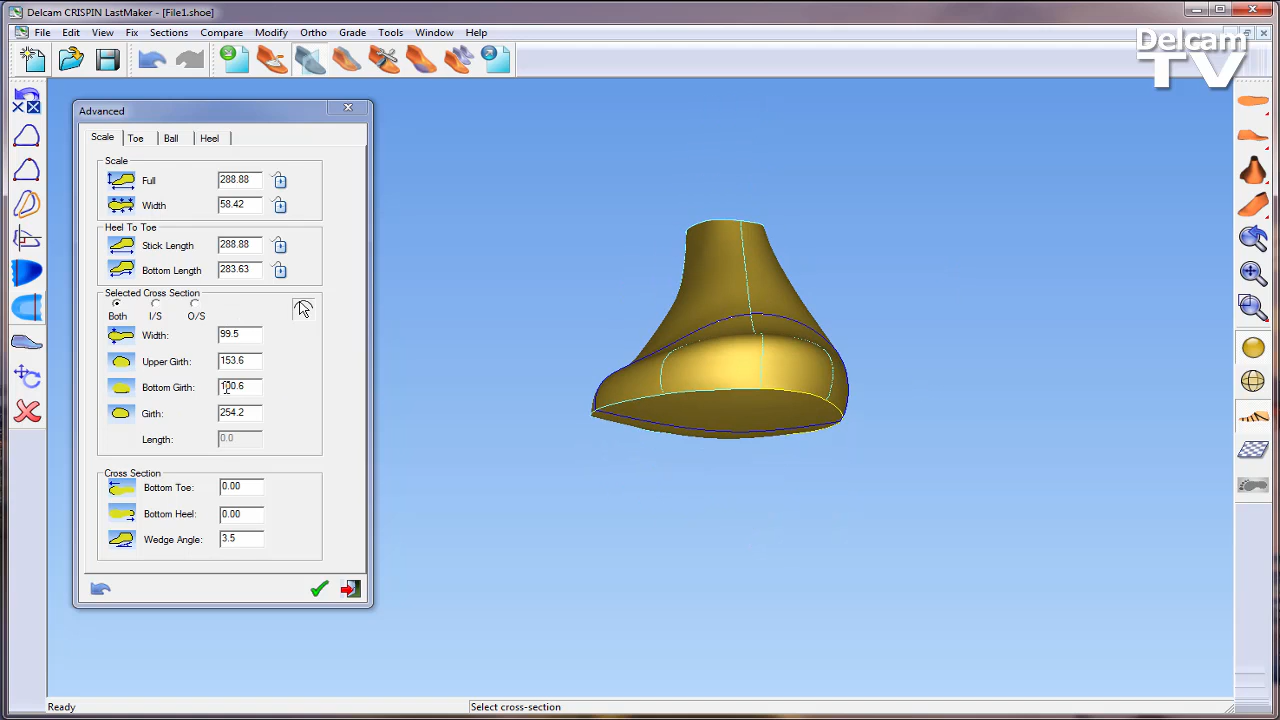 Delcam CRISPIN LastMaker - [File1.shoe]
File Edit View Fix Sections Compare Modify Ortho Grade Tools Window Help
Delcam
TV
Advanced
Scale Toe Ball Heel
Scale
Full 288.88
Width 58.42
Heel To Toe
Stick Length 288.88
Bottom Length 283.63
Selected Cross Section
Both I/S O/S
Width: 99.5
Upper Girth: 153.6
Bottom Girth: 100.6
Girth: 254.2
Length: 0.0
Cross Section
Bottom Toe: 0.00
Bottom Heel: 0.00
Wedge Angle: 3.5
Ready Select cross-section